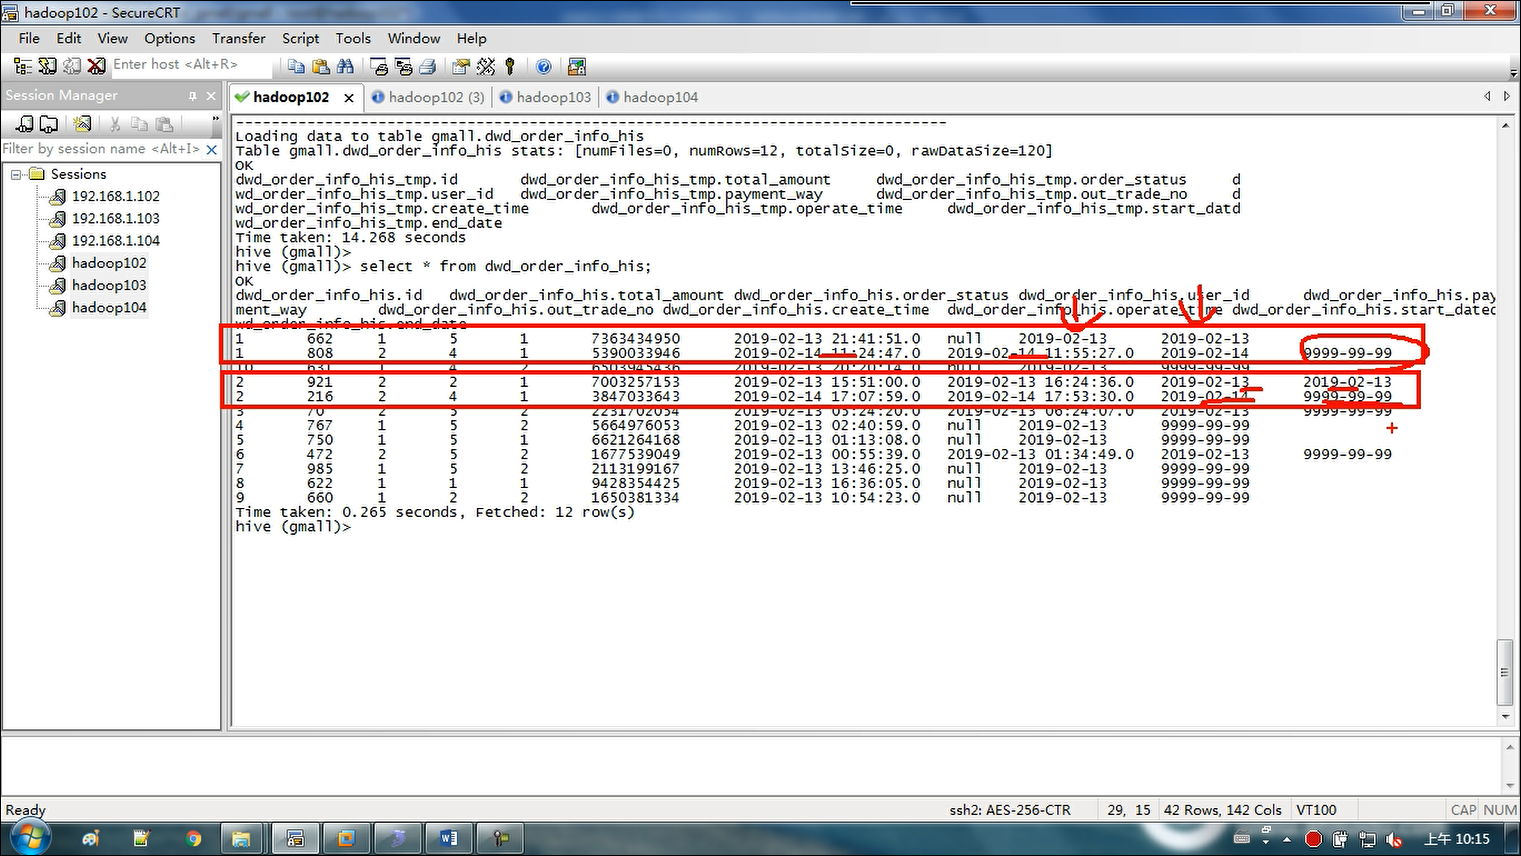 hadoop102 - SecureCRT
File Edit View Options Transfer Script Tools Window Help
Enter host <Alt+R>
Session Manager
hadoop102 hadoop102 (3) hadoop103 hadoop104
Filter by session name <Alt+I>
Sessions
192.168.1.102
192.168.1.103
192.168.1.104
hadoop102
hadoop103
hadoop104
Loading data to table gmall.dwd_order_info_his
Table gmall.dwd_order_info_his stats: [numFiles=0, numRows=12, totalSize=0, rawDataSize=120]
OK
dwd_order_info_his_tmp.id dwd_order_info_his_tmp.total_amount dwd_order_info_his_tmp.order_status d
wd_order_info_his_tmp.user_id dwd_order_info_his_tmp.payment_way dwd_order_info_his_tmp.out_trade_no d
wd_order_info_his_tmp.create_time dwd_order_info_his_tmp.operate_time dwd_order_info_his_tmp.start_datd
wd_order_info_his_tmp.end_date
Time taken: 14.268 seconds
hive (gmall)>
hive (gmall)> select * from dwd_order_info_his;
OK
dwd_order_info_his.id dwd_order_info_his.total_amount dwd_order_info_his.order_status dwd_order_info_his.user_id dwd_order_info_his.pay
ment_way dwd_order_info_his.out_trade_no dwd_order_info_his.create_time dwd_order_info_his.operate_time dwd_order_info_his.start_dated
wd_order_info_his.end_date
1 662 1 5 1 7363434950 2019-02-13 21:41:51.0 null 2019-02-13 2019-02-13
1 808 2 4 1 5390033946 2019-02-14 11:24:47.0 2019-02-14 11:55:27.0 2019-02-14 9999-99-99
10 631 1 4 2 6503945436 2019-02-13 20:20:14.0 null 2019-02-13 9999-99-99
2 921 2 2 1 7003257153 2019-02-13 15:51:00.0 2019-02-13 16:24:36.0 2019-02-13 2019-02-13
2 216 2 4 1 3847033643 2019-02-14 17:07:59.0 2019-02-14 17:53:30.0 2019-02-14 9999-99-99
3 70 2 5 2 2231702054 2019-02-13 05:24:20.0 2019-02-13 06:24:07.0 2019-02-13 9999-99-99
4 767 1 5 2 5664976053 2019-02-13 02:40:59.0 null 2019-02-13 9999-99-99
5 750 1 5 1 6621264168 2019-02-13 01:13:08.0 null 2019-02-13 9999-99-99
6 472 2 5 2 1677539049 2019-02-13 00:55:39.0 2019-02-13 01:34:49.0 2019-02-13 9999-99-99
7 985 1 5 2 2113199167 2019-02-13 13:46:25.0 null 2019-02-13 9999-99-99
8 622 1 1 1 9428354425 2019-02-13 16:36:05.0 null 2019-02-13 9999-99-99
9 660 1 2 2 1650381334 2019-02-13 10:54:23.0 null 2019-02-13 9999-99-99
Time taken: 0.265 seconds, Fetched: 12 row(s)
hive (gmall)>
Ready ssh2: AES-256-CTR 29, 15 42 Rows, 142 Cols VT100 CAP NUM
上午 10:15